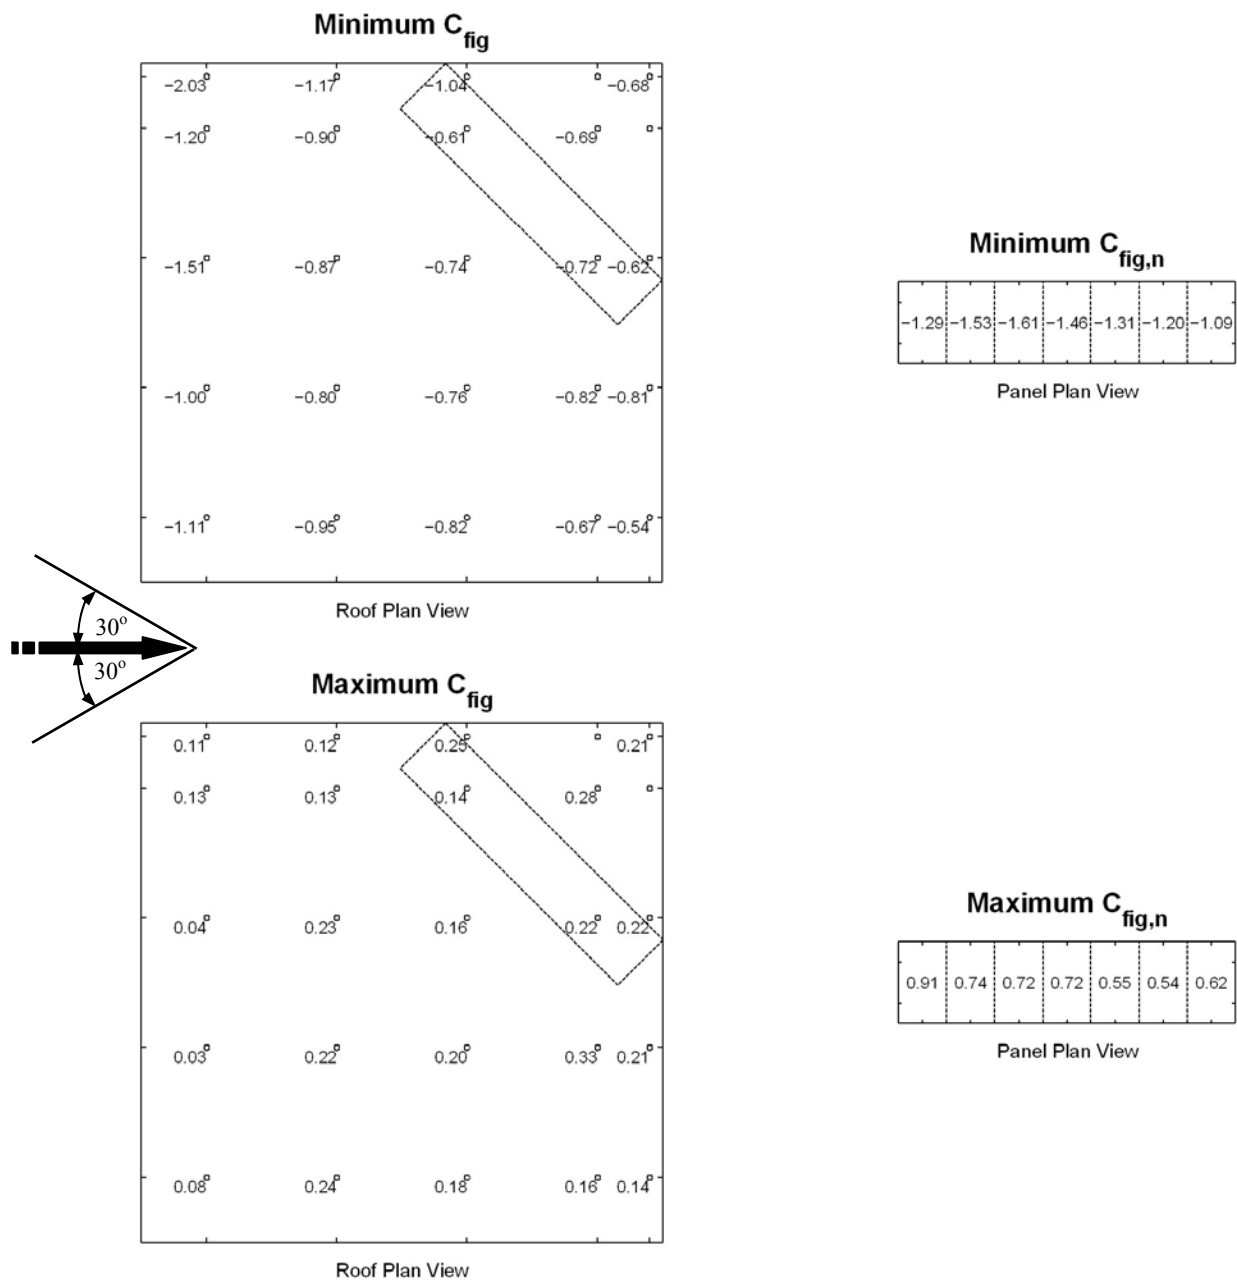 Minimum Cfig
−2.03 −1.17 −1.04 −0.68
−1.20 −0.90 −0.61 −0.69
−1.51 −0.87 −0.74 −0.72 −0.62
−1.00 −0.80 −0.76 −0.82 −0.81
−1.11 −0.95 −0.82 −0.67 −0.54
Roof Plan View
Minimum Cfig,n
−1.29 −1.53 −1.61 −1.46 −1.31 −1.20 −1.09
Panel Plan View
30o
30o
Maximum Cfig
0.11 0.12 0.25 0.21
0.13 0.13 0.14 0.28
0.04 0.23 0.16 0.22 0.22
0.03 0.22 0.20 0.33 0.21
0.08 0.24 0.18 0.16 0.14
Roof Plan View
Maximum Cfig,n
0.91 0.74 0.72 0.72 0.55 0.54 0.62
Panel Plan View